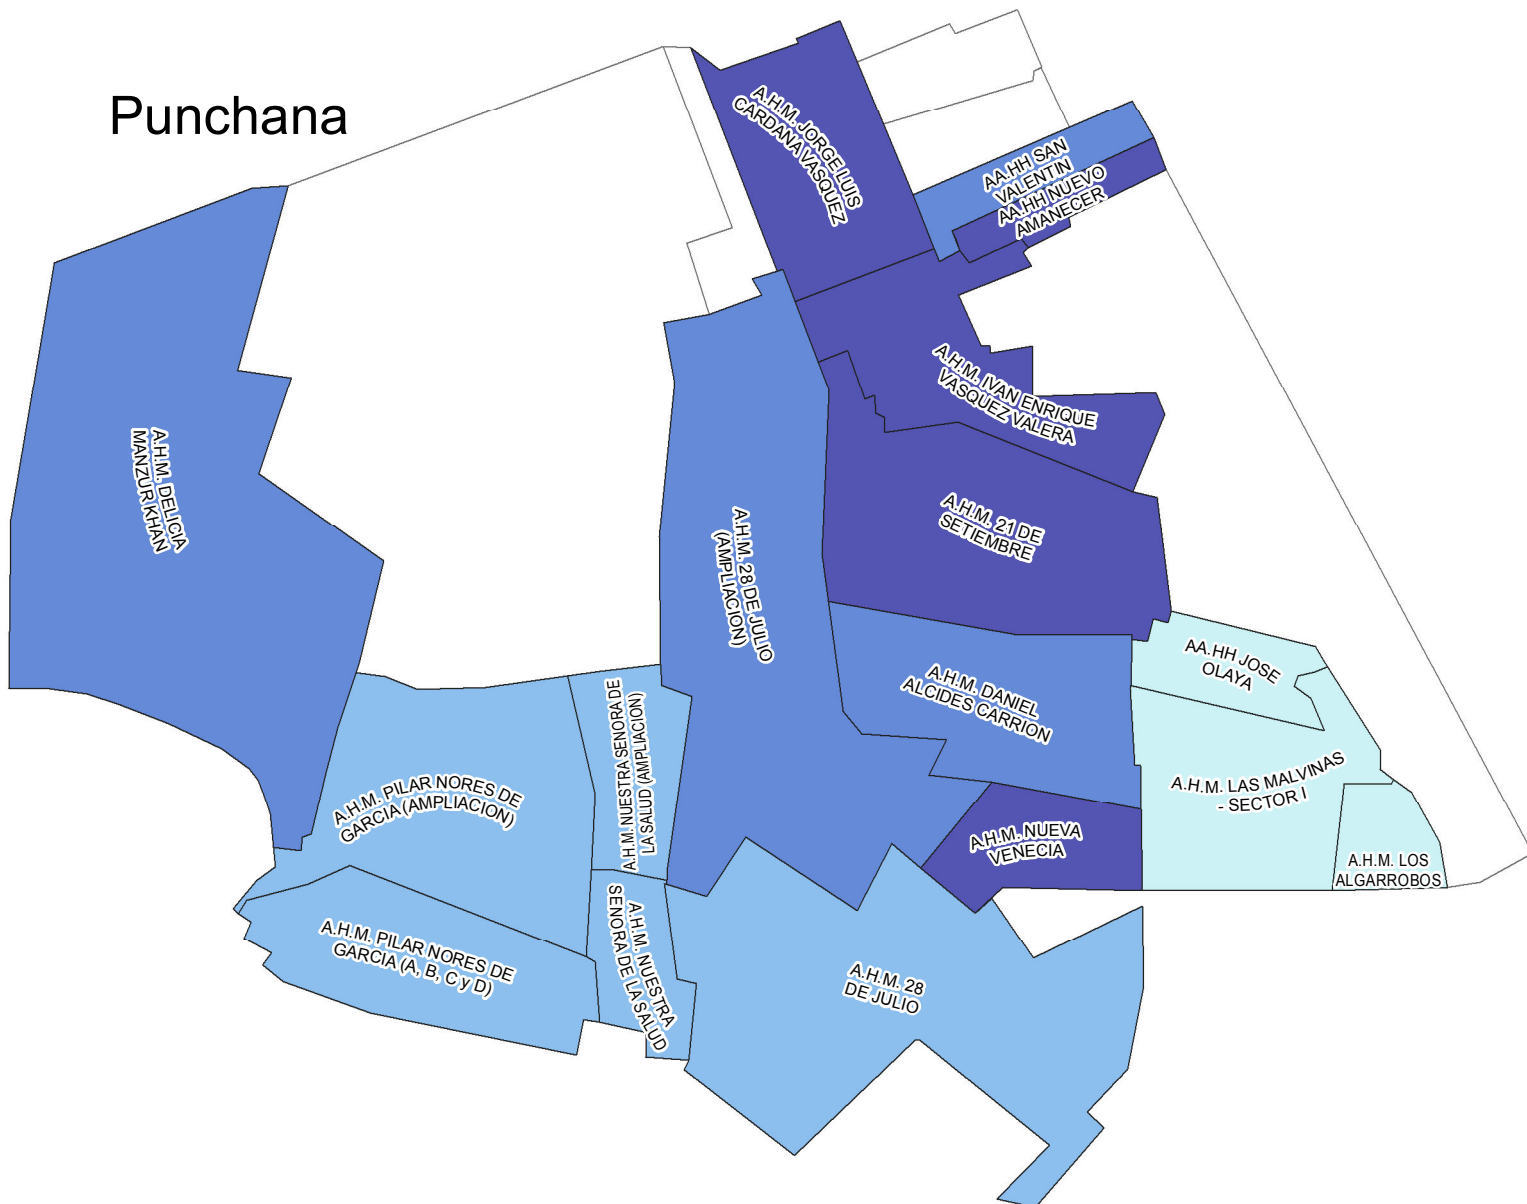 Punchana
A.H.M. JORGE LUIS
CARDANA VASQUEZ
AA.HH SAN
VALENTIN
AA.HH NUEVO
AMANECER
A.H.M. IVAN ENRIQUE
VASQUEZ VALERA
A.H.M. DELICIA
MANZUR KHAN
A.H.M. 21 DE
SETIEMBRE
A.H.M. 28 DE JULIO
(AMPLIACION)
AA.HH JOSE
OLAYA
A.H.M. DANIEL
ALCIDES CARRION
A.H.M. NUESTRA SENORA DE
LA SALUD (AMPLIACION)
A.H.M. LAS MALVINAS
- SECTOR I
A.H.M. PILAR NORES DE
GARCIA (AMPLIACION)
A.H.M. NUEVA
VENECIA
A.H.M. LOS
ALGARROBOS
A.H.M. PILAR NORES DE
GARCIA (A, B, C y D)
A.H.M. NUESTRA
SENORA DE LA SALUD
A.H.M. 28
DE JULIO